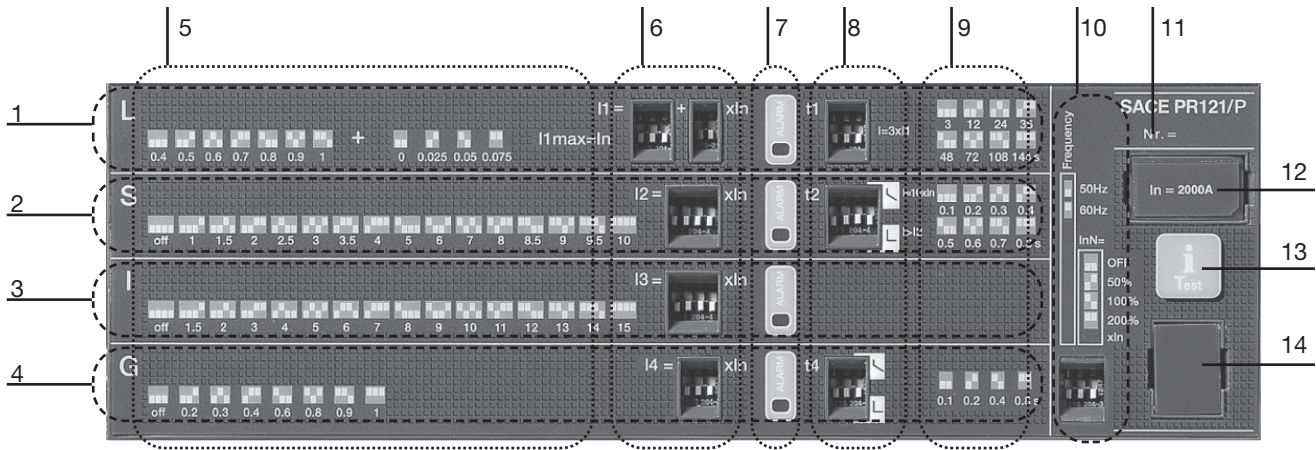 5 6 7 8 9 10 11
1
L
I1 = + xIn
ALARM
t1
I=3xI1
I1max=In
0.4 0.5 0.6 0.7 0.8 0.9 1 + 0 0.025 0.05 0.075
3 12 24 36
48 72 108 144s
Frequency
SACE PR121/P
Nr. =
In = 2000A
12
2
S
I2= xIn
ALARM
t2
off 1 1.5 2 2.5 3 3.5 4 5 6 7 8 8.5 9 9.5 10
0.1 0.2 0.3 0.4
0.5 0.6 0.7 0.8s
50Hz
60Hz
InN=
OFF
50%
100%
200%
xIn
i
Test
13
3
I
I3 = xIn
ALARM
off 1.5 2 3 4 5 6 7 8 9 10 11 12 13 14 15
4
G
I4 = xIn
ALARM
t4
off 0.2 0.3 0.4 0.6 0.8 0.9 1
0.1 0.2 0.4 0.8s
14